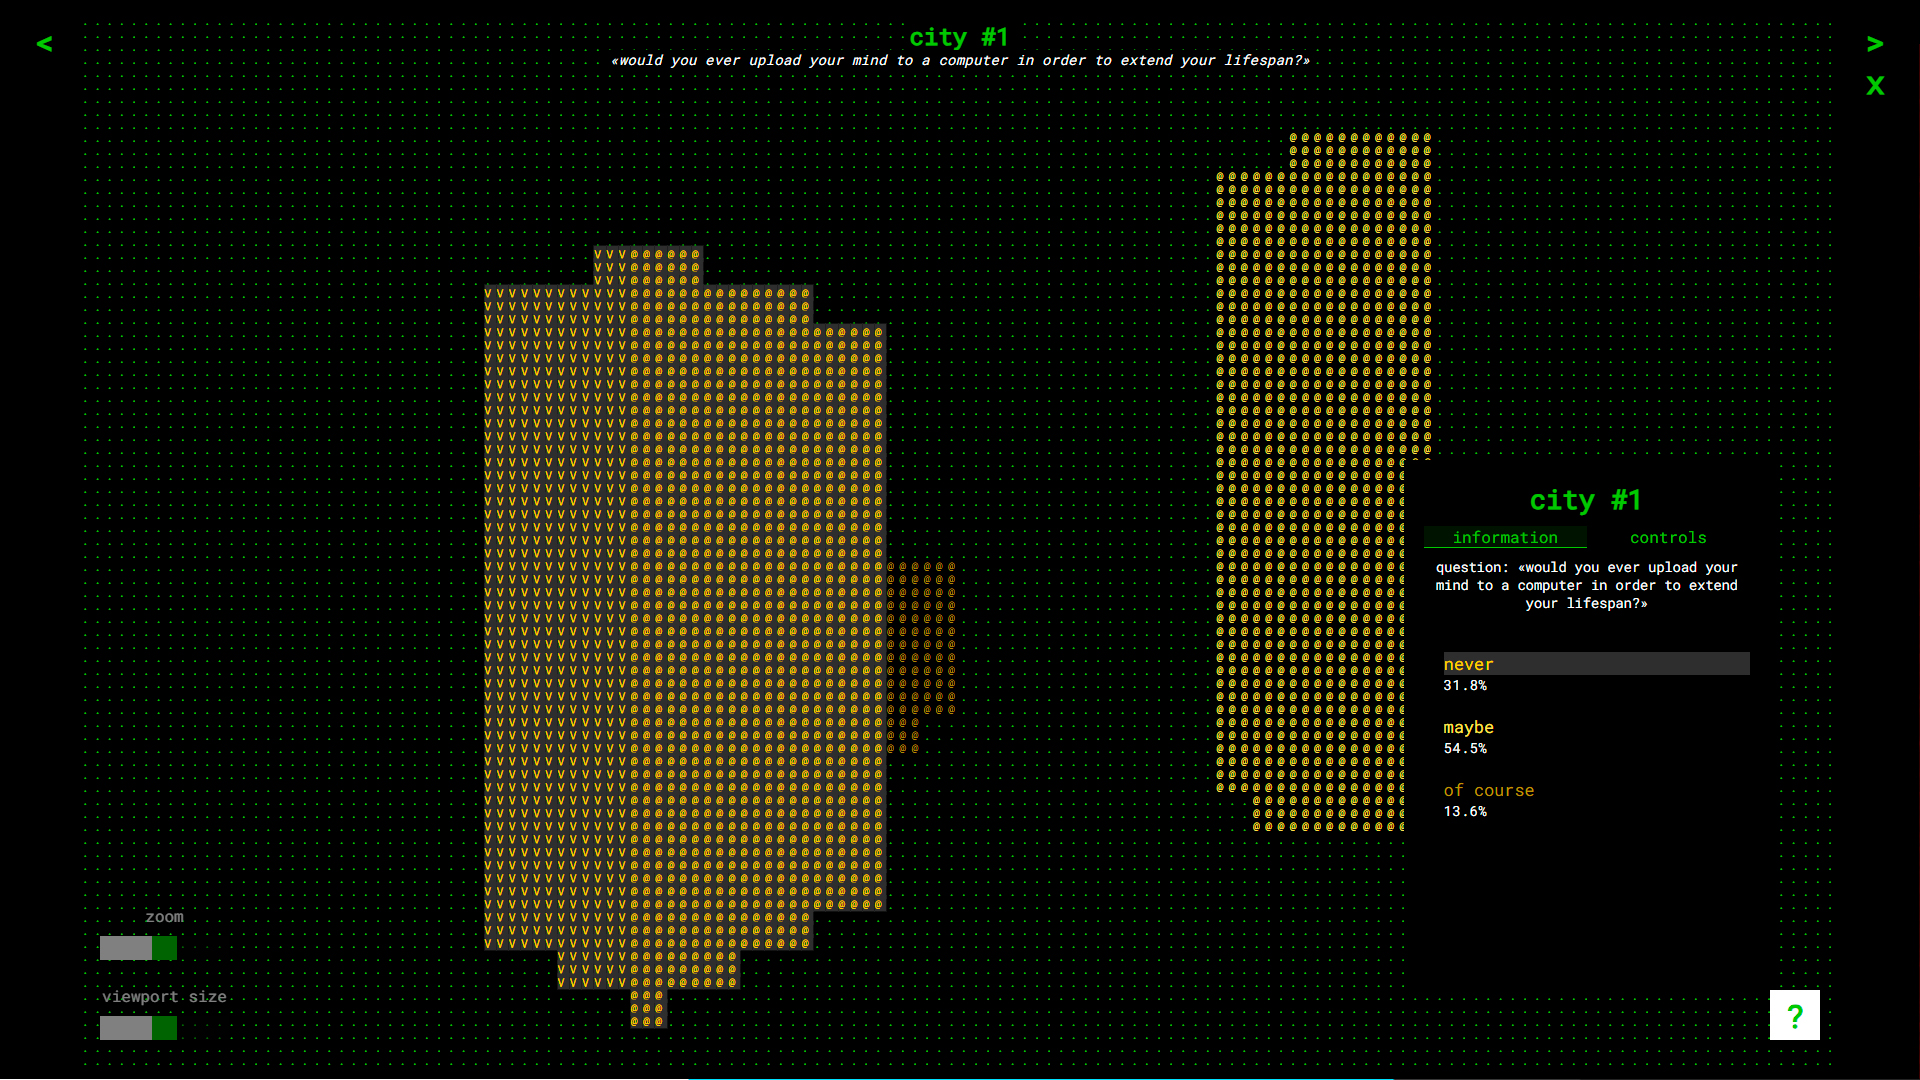 <
city #1
>
«would you ever upload your mind to a computer in order to extend your lifespan?»
X
city #1
information controls
question: «would you ever upload your
mind to a computer in order to extend
your lifespan?»
never
31.8%
maybe
54.5%
of course
13.6%
zoom
viewport size
?